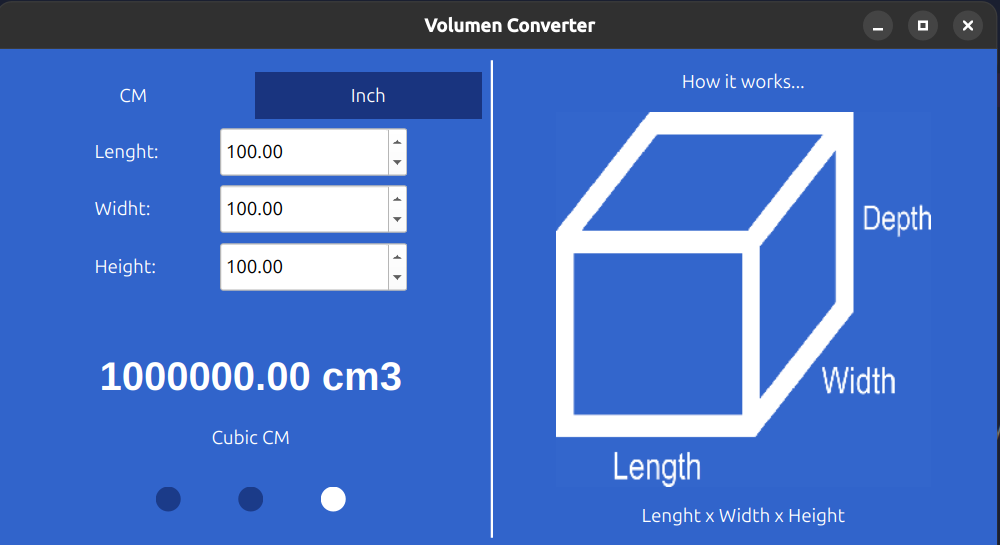 Volumen Converter
CM
Inch
Lenght:
100.00
Widht:
100.00
Height:
100.00
1000000.00 cm3
Cubic CM
How it works...
Depth
Width
Length
Lenght x Width x Height